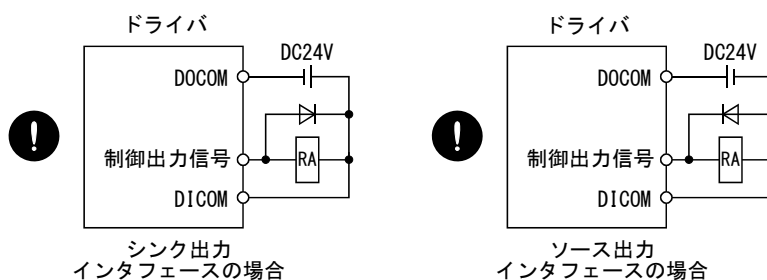 ドライバ
DC24V
DOCOM
制御出力信号
RA
DICOM
シンク出力
インタフェースの場合
ドライバ
DC24V
DOCOM
制御出力信号
RA
DICOM
ソース出力
インタフェースの場合